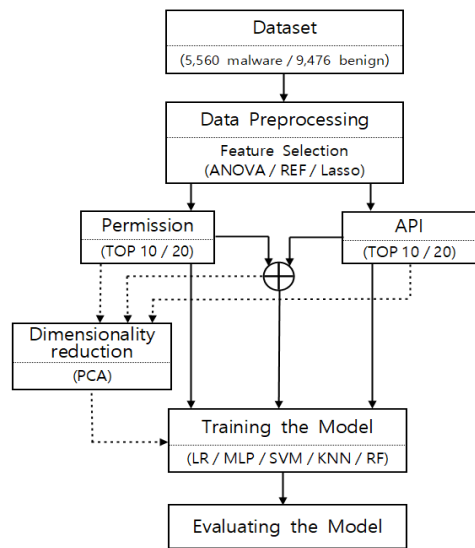 Dataset
(5,560 malware / 9,476 benign)
Data Preprocessing
Feature Selection
(ANOVA / REF / Lasso)
Permission
(TOP 10 / 20)
API
(TOP 10 / 20)
Dimensionality
reduction
(PCA)
Training the Model
(LR / MLP / SVM / KNN / RF)
Evaluating the Model